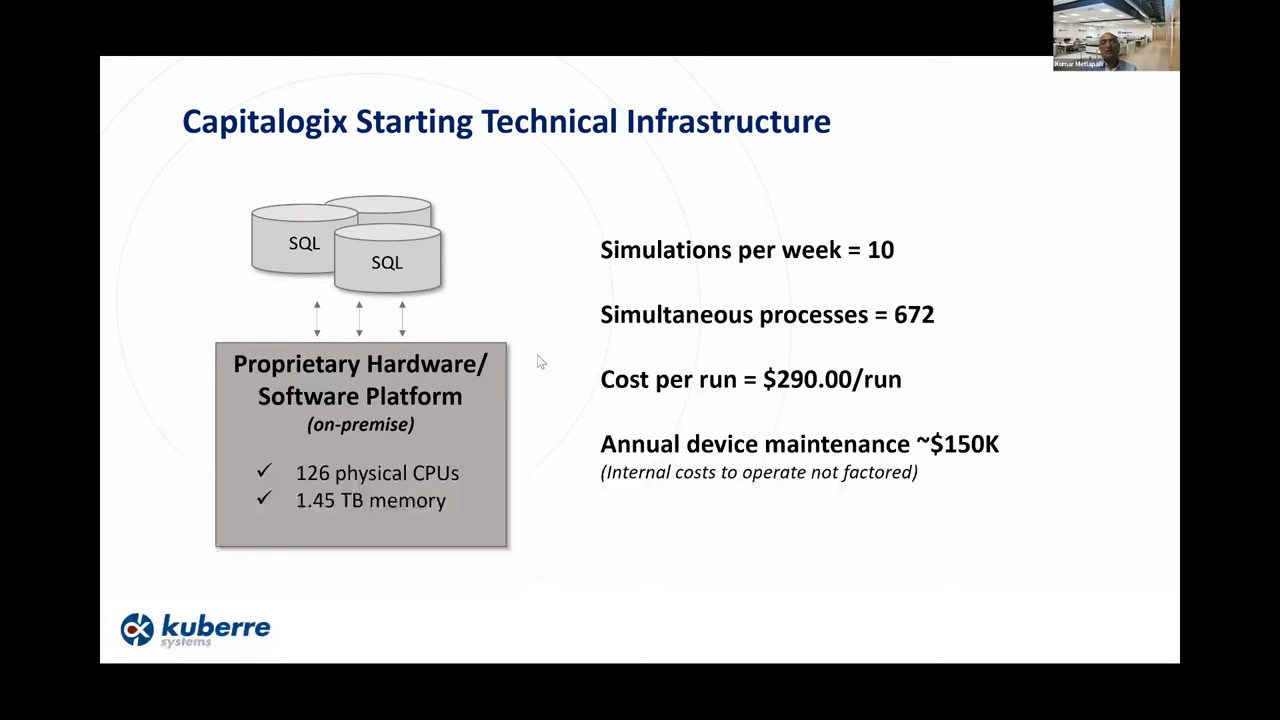 Kumar Metlapalli
Capitalogix Starting Technical Infrastructure
SQL
SQL
Proprietary Hardware/
Software Platform
(on-premise)
✓ 126 physical CPUs
✓ 1.45 TB memory
Simulations per week = 10
Simultaneous processes = 672
Cost per run = $290.00/run
Annual device maintenance ~$150K
(Internal costs to operate not factored)
kuberre
systems